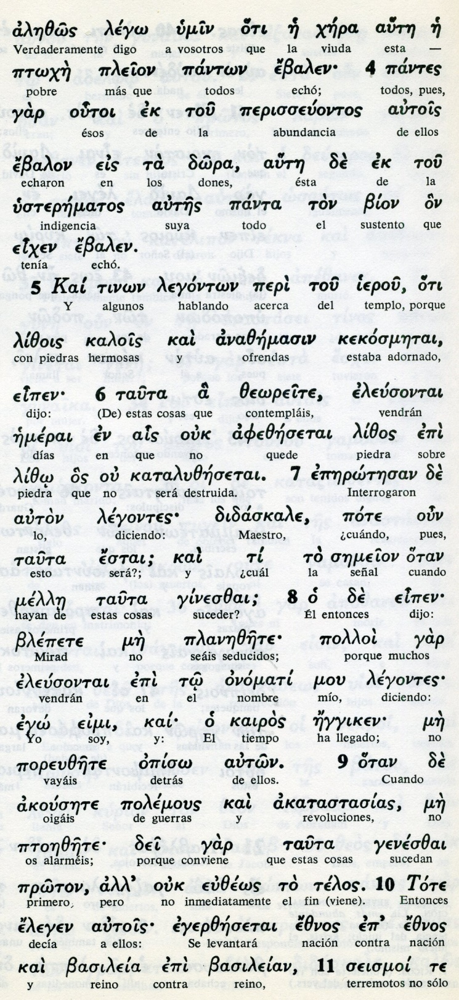 ἀληθῶς λέγω ὑμῖν ὅτι ἡ χήρα αὕτη ἡ
Verdaderamente digo a vosotros que la viuda esta —
πτωχὴ πλεῖον πάντων ἔβαλεν· 4 πάντες
pobre más que todos echó; todos, pues,
γὰρ οὗτοι ἐκ τοῦ περισσεύοντος αὐτοῖς
ésos de la abundancia de ellos
ἔβαλον εἰς τὰ δῶρα, αὕτη δὲ ἐκ τοῦ
echaron en los dones, ésta de la
ὑστερήματος αὐτῆς πάντα τὸν βίον ὃν
indigencia suya todo el sustento que
εἶχεν ἔβαλεν.
tenía echó.
5 Καί τινων λεγόντων περὶ τοῦ ἱεροῦ, ὅτι
Y algunos hablando acerca del templo, porque
λίθοις καλοῖς καὶ ἀναθήμασιν κεκόσμηται,
con piedras hermosas y ofrendas estaba adornado,
εἶπεν· 6 ταῦτα ἃ θεωρεῖτε, ἐλεύσονται
dijo: (De) estas cosas que contempláis, vendrán
ἡμέραι ἐν αἷς οὐκ ἀφεθήσεται λίθος ἐπὶ
días en que no quede piedra sobre
λίθῳ ὃς οὐ καταλυθήσεται. 7 ἐπηρώτησαν δὲ
piedra que no será destruida. Interrogaron
αὐτὸν λέγοντες· διδάσκαλε, πότε οὖν
lo, diciendo: Maestro, ¿cuándo, pues,
ταῦτα ἔσται; καὶ τί τὸ σημεῖον ὅταν
esto será?; y ¿cuál la señal cuando
μέλλη ταῦτα γίνεσθαι; 8 ὁ δὲ εἶπεν·
hayan de estas cosas suceder? Él entonces dijo:
βλέπετε μὴ πλανηθῆτε· πολλοὶ γὰρ
Mirad no seáis seducidos; porque muchos
ἐλεύσονται ἐπὶ τῷ ὀνόματί μου λέγοντες·
vendrán en el nombre mío, diciendo:
ἐγώ εἰμι, καί· ὁ καιρὸς ἤγγικεν· μὴ
Yo soy, y: El tiempo ha llegado; no
πορευθῆτε ὀπίσω αὐτῶν. 9 ὅταν δὲ
vayáis detrás de ellos. Cuando
ἀκούσητε πολέμους καὶ ἀκαταστασίας, μὴ
oigáis de guerras y revoluciones, no
πτοηθῆτε· δεῖ γὰρ ταῦτα γενέσθαι
os alarméis; porque conviene que estas cosas sucedan
πρῶτον, ἀλλ' οὐκ εὐθέως τὸ τέλος. 10 Τότε
primero, pero no inmediatamente el fin (viene). Entonces
ἔλεγεν αὐτοῖς· ἐγερθήσεται ἔθνος ἐπ' ἔθνος
decía a ellos: Se levantará nación contra nación
καὶ βασιλεία ἐπὶ βασιλείαν, 11 σεισμοί τε
y reino contra reino, terremotos no sólo